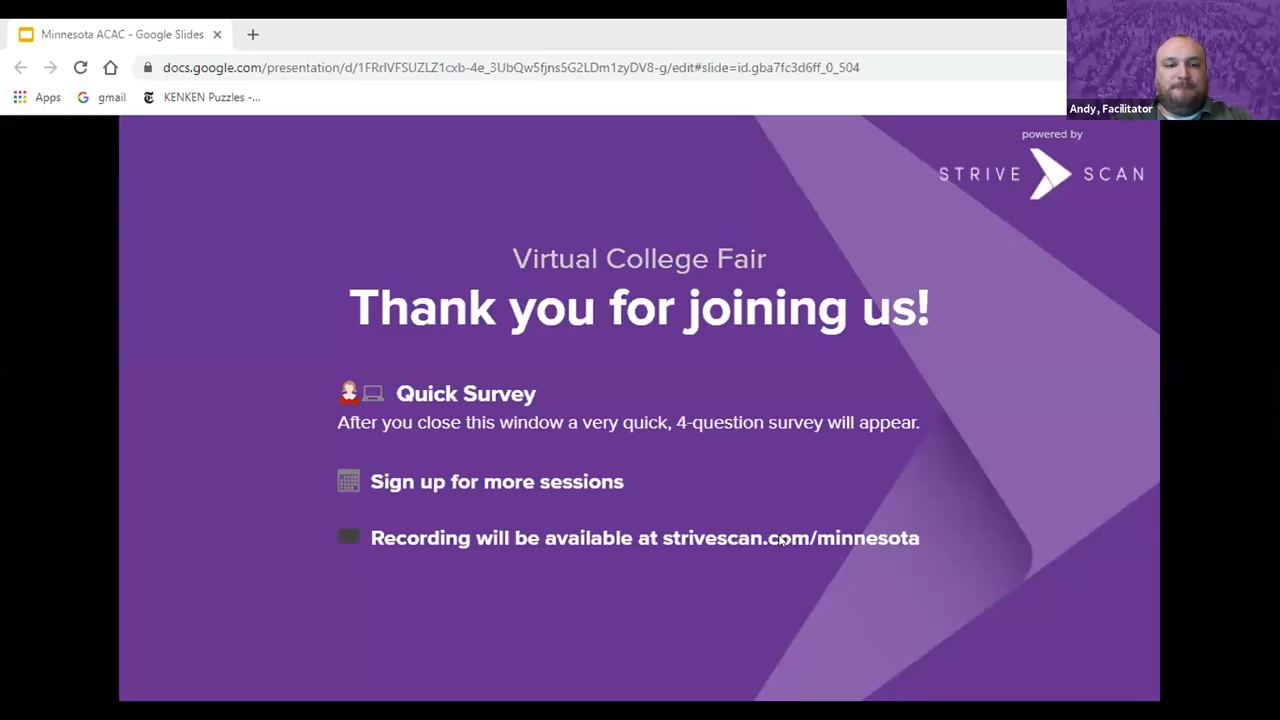 Minnesota ACAC - Google Slides
docs.google.com/presentation/d/1FRrIVFSUZLZ1cxb-4e_3UbQw5fjns5G2LDm1zyDV8-g/edit#slide=id.gba7fc3d6ff_0_504
Apps gmail KENKEN Puzzles -...
Andy, Facilitator
powered by
STRIVE SCAN
Virtual College Fair
Thank you for joining us!
Quick Survey
After you close this window a very quick, 4-question survey will appear.
Sign up for more sessions
Recording will be available at strivescan.com/minnesota